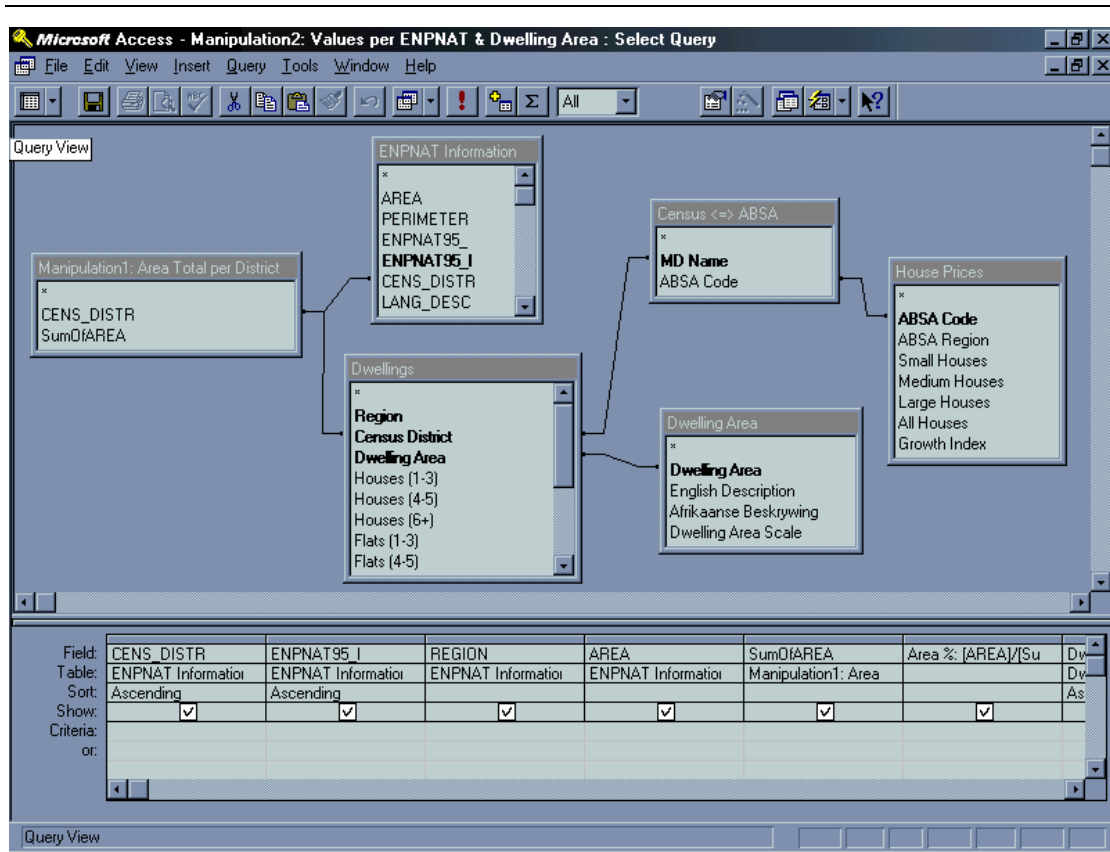 Microsoft Access - Manipulation2: Values per ENPNAT & Dwelling Area : Select Query
File Edit View Insert Query Tools Window Help
All
Query View
ENPNAT Information
*
AREA
PERIMETER
ENPNAT95_
ENPNAT95_I
CENS_DISTR
LANG_DESC
Manipulation1: Area Total per District
*
CENS_DISTR
SumOfAREA
Dwellings
*
Region
Census District
Dwelling Area
Houses (1-3)
Houses (4-5)
Houses (6+)
Flats (1-3)
Flats (4-5)
Census <=> ABSA
*
MD Name
ABSA Code
Dwelling Area
*
Dwelling Area
English Description
Afrikaanse Beskrywing
Dwelling Area Scale
House Prices
*
ABSA Code
ABSA Region
Small Houses
Medium Houses
Large Houses
All Houses
Growth Index
Field: CENS_DISTR ENPNAT95_I REGION AREA SumOfAREA Area %: [AREA]/[Su Dw
Table: ENPNAT Informatio ENPNAT Informatio ENPNAT Informatio ENPNAT Informatio Manipulation1: Area Dw
Sort: Ascending Ascending As
Show:
Criteria:
or:
Query View